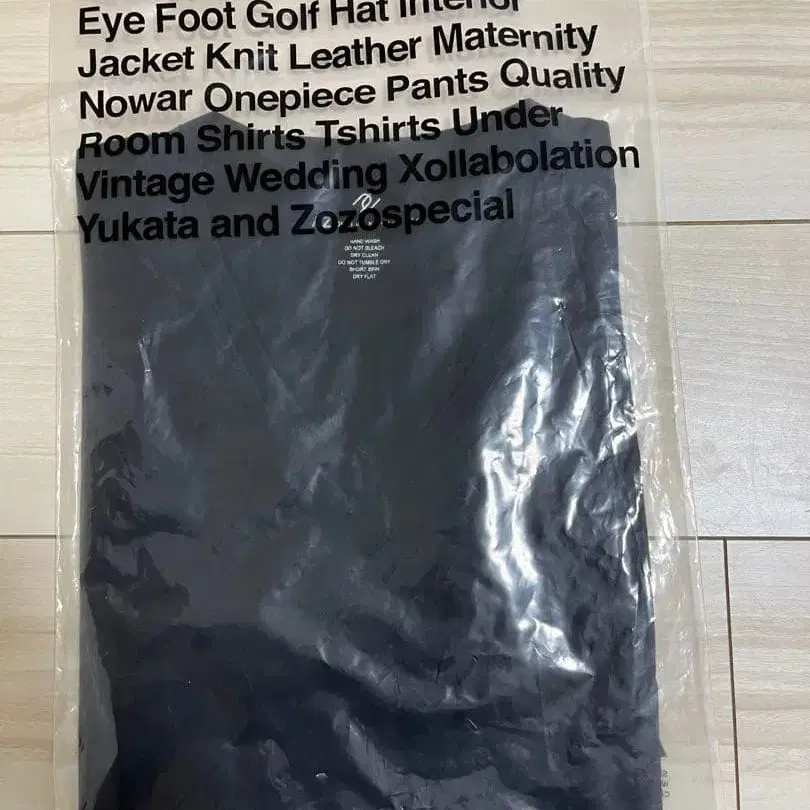 Eye Foot Golf Hat Interior
Jacket Knit Leather Maternity
Nowar Onepiece Pants Quality
Room Shirts Tshirts Under
Vintage Wedding Xollabolation
Yukata and Zozospecial
HAND WASH
DO NOT BLEACH
DRY CLEAN
DO NOT TUMBLE DRY
SHORT SPIN
DRY FLAT